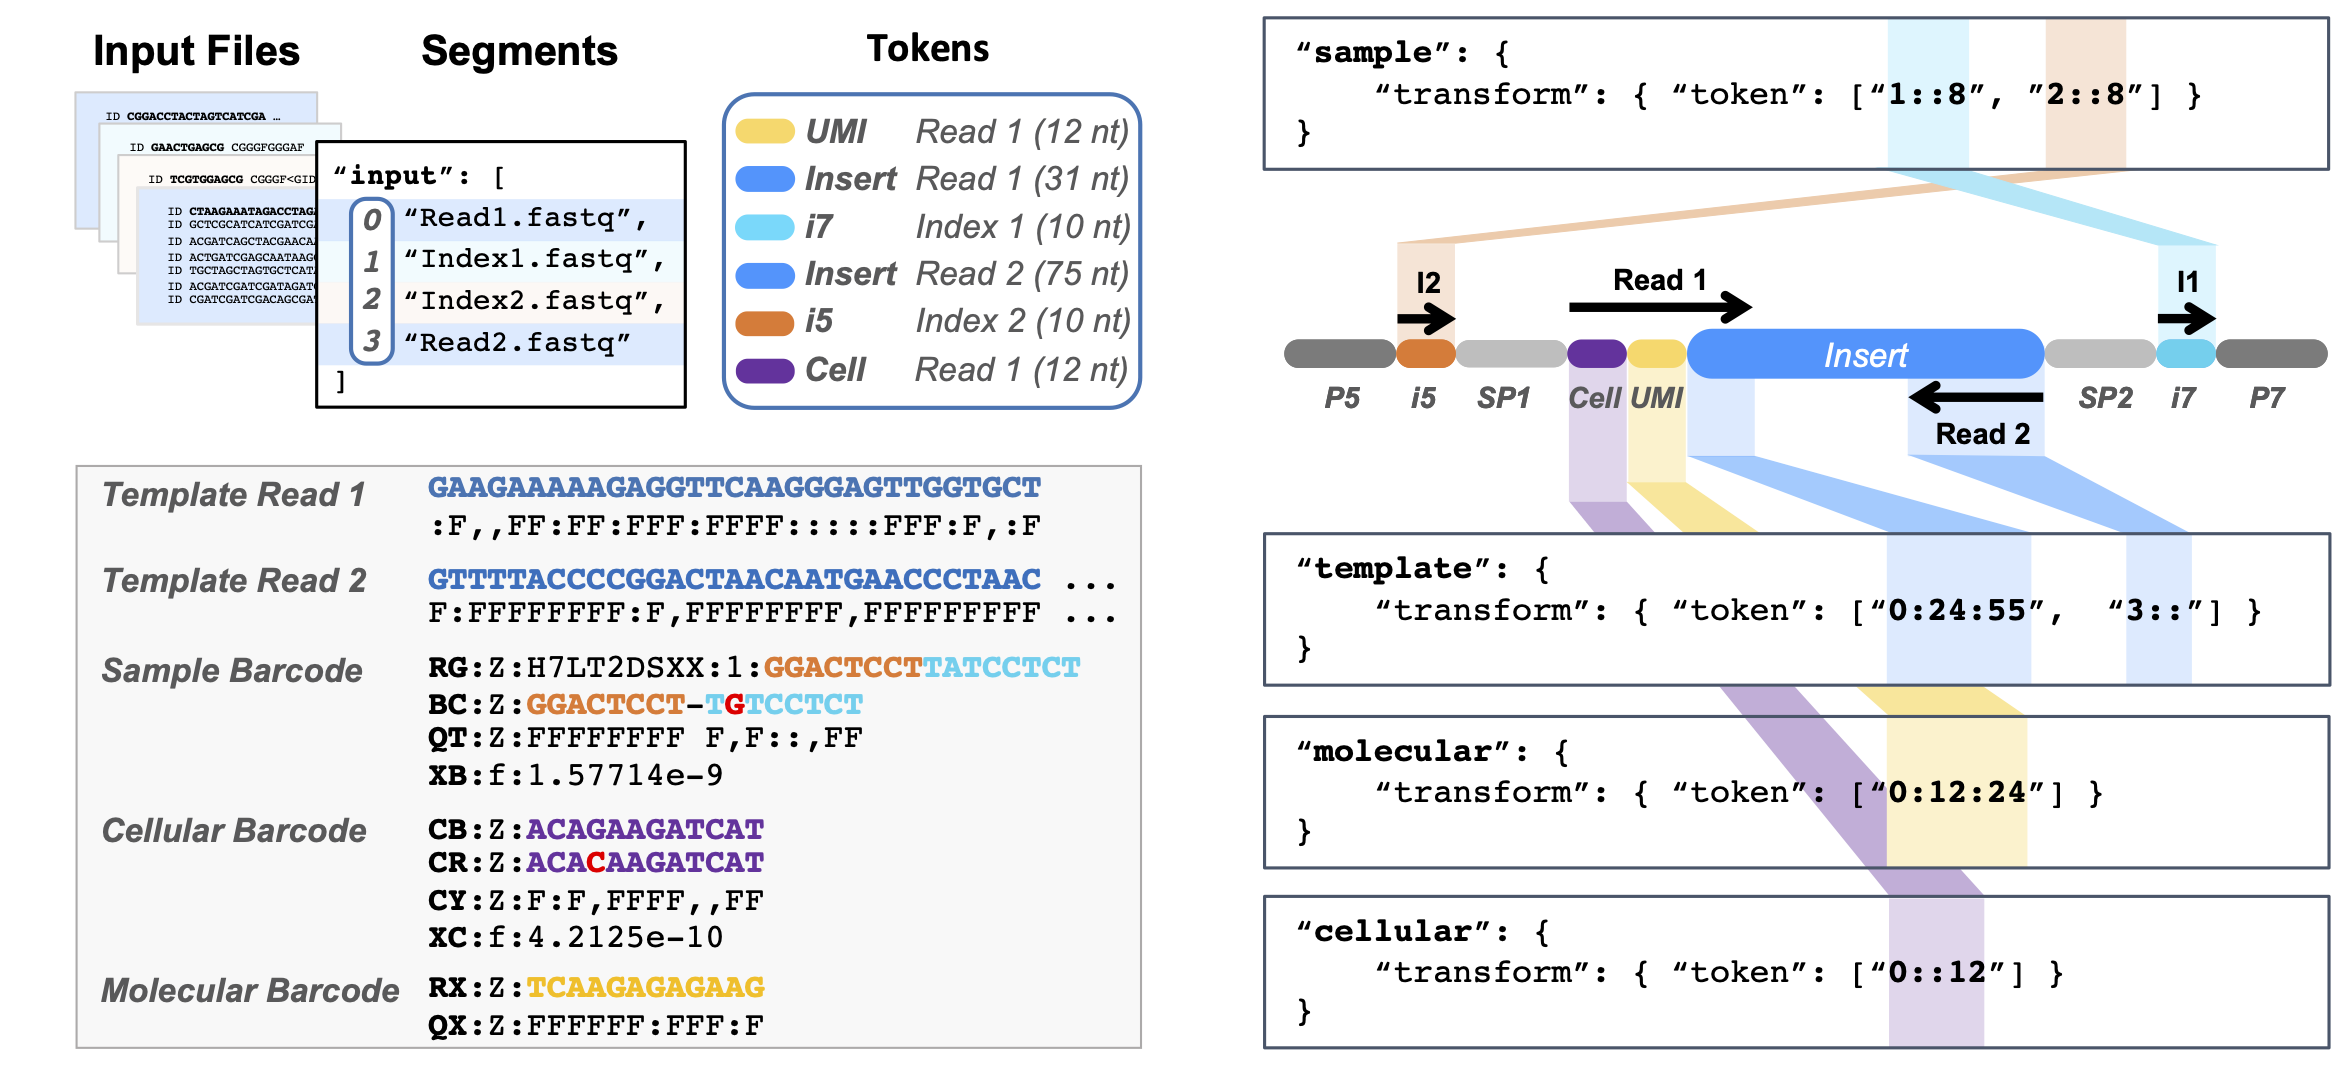 Input Files
Segments
Tokens
ID CGGACCTACTAGTCATCGA ...
ID GAACTGAGCG CGGGFGGGAF
ID TCGTGGAGCG CGGGF<GID
ID CTAAGAAATAGACCTAGA
ID GCTCGCATCATCGATCGA
ID ACGATCAGCTACGAACAA
ID ACTGATCGAGCAATAAGG
ID TGCTAGCTAGTGCTCATA
ID ACGATCGATCGATAGATC
ID CGATCGATCGACAGCGAT
“input”: [
0 “Read1.fastq”,
1 “Index1.fastq”,
2 “Index2.fastq”,
3 “Read2.fastq”
]
UMI Read 1 (12 nt)
Insert Read 1 (31 nt)
i7 Index 1 (10 nt)
Insert Read 2 (75 nt)
i5 Index 2 (10 nt)
Cell Read 1 (12 nt)
Template Read 1 GAAGAAAAAGAGGTTCAAGGGAGTTGGTGCT
:F,,FF:FF:FFF:FFFF:::::FFF:F,:F
Template Read 2 GTTTTACCCCGGACTAACAATGAACCCTAAC ...
F:FFFFFFFF:F,FFFFFFFF,FFFFFFFFF ...
Sample Barcode RG:Z:H7LT2DSXX:1:GGACTCCTTATCCTCT
BC:Z:GGACTCCT-TGTCCTCT
QT:Z:FFFFFFFF F,F::,FF
XB:f:1.57714e-9
Cellular Barcode CB:Z:ACAGAAGATCAT
CR:Z:ACACAAGATCAT
CY:Z:F:F,FFFF,,FF
XC:f:4.2125e-10
Molecular Barcode RX:Z:TCAAGAGAGAAG
QX:Z:FFFFFF:FFF:F
“sample”: {
“transform”: { “token”: [“1::8”, ”2::8”] }
}
I2
Read 1
I1
Insert
P5 i5 SP1 Cell UMI SP2 i7 P7
Read 2
“template”: {
“transform”: { “token”: [“0:24:55”, “3::”] }
}
“molecular”: {
“transform”: { “token”: [“0:12:24”] }
}
“cellular”: {
“transform”: { “token”: [“0::12”] }
}